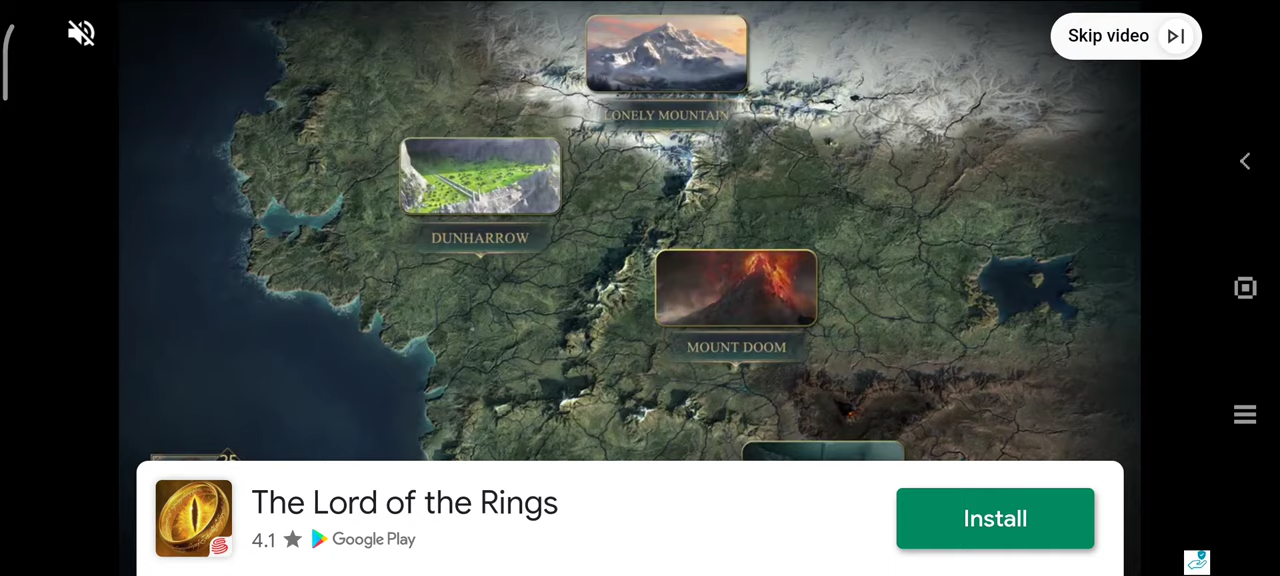 Skip video
LONELY MOUNTAIN
DUNHARROW
MOUNT DOOM
The Lord of the Rings
4.1 ★ Google Play
Install